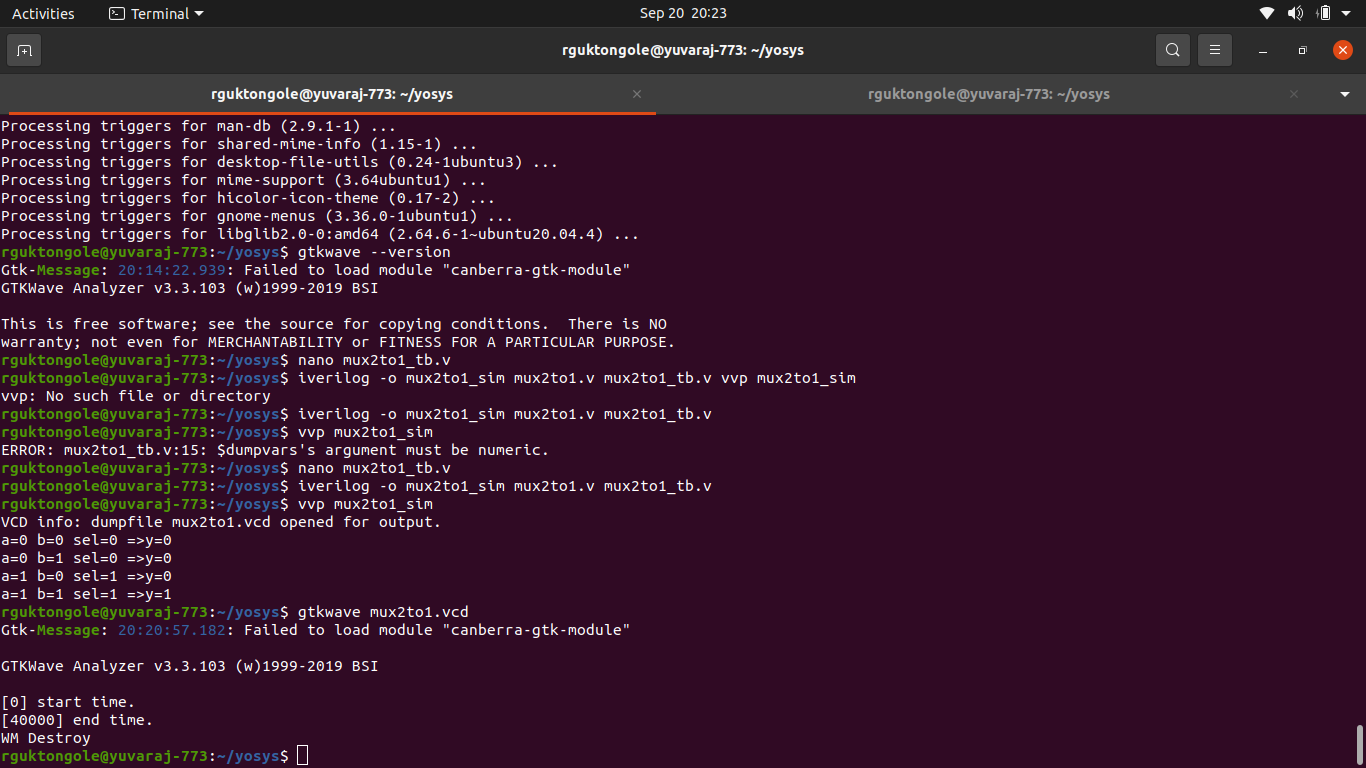 Activities
Terminal
Sep 20 20:23
rguktongole@yuvaraj-773: ~/yosys
rguktongole@yuvaraj-773: ~/yosys
rguktongole@yuvaraj-773: ~/yosys
Processing triggers for man-db (2.9.1-1) ...
Processing triggers for shared-mime-info (1.15-1) ...
Processing triggers for desktop-file-utils (0.24-1ubuntu3) ...
Processing triggers for mime-support (3.64ubuntu1) ...
Processing triggers for hicolor-icon-theme (0.17-2) ...
Processing triggers for gnome-menus (3.36.0-1ubuntu1) ...
Processing triggers for libglib2.0-0:amd64 (2.64.6-1~ubuntu20.04.4) ...
rguktongole@yuvaraj-773:~/yosys$ gtkwave --version
Gtk-Message: 20:14:22.939: Failed to load module "canberra-gtk-module"
GTKWave Analyzer v3.3.103 (w)1999-2019 BSI
This is free software; see the source for copying conditions.  There is NO
warranty; not even for MERCHANTABILITY or FITNESS FOR A PARTICULAR PURPOSE.
rguktongole@yuvaraj-773:~/yosys$ nano mux2to1_tb.v
rguktongole@yuvaraj-773:~/yosys$ iverilog -o mux2to1_sim mux2to1.v mux2to1_tb.v vvp mux2to1_sim
vvp: No such file or directory
rguktongole@yuvaraj-773:~/yosys$ iverilog -o mux2to1_sim mux2to1.v mux2to1_tb.v
rguktongole@yuvaraj-773:~/yosys$ vvp mux2to1_sim
ERROR: mux2to1_tb.v:15: $dumpvars's argument must be numeric.
rguktongole@yuvaraj-773:~/yosys$ nano mux2to1_tb.v
rguktongole@yuvaraj-773:~/yosys$ iverilog -o mux2to1_sim mux2to1.v mux2to1_tb.v
rguktongole@yuvaraj-773:~/yosys$ vvp mux2to1_sim
VCD info: dumpfile mux2to1.vcd opened for output.
a=0 b=0 sel=0 =>y=0
a=0 b=1 sel=0 =>y=0
a=1 b=0 sel=1 =>y=0
a=1 b=1 sel=1 =>y=1
rguktongole@yuvaraj-773:~/yosys$ gtkwave mux2to1.vcd
Gtk-Message: 20:20:57.182: Failed to load module "canberra-gtk-module"
GTKWave Analyzer v3.3.103 (w)1999-2019 BSI
[0] start time.
[40000] end time.
WM Destroy
rguktongole@yuvaraj-773:~/yosys$